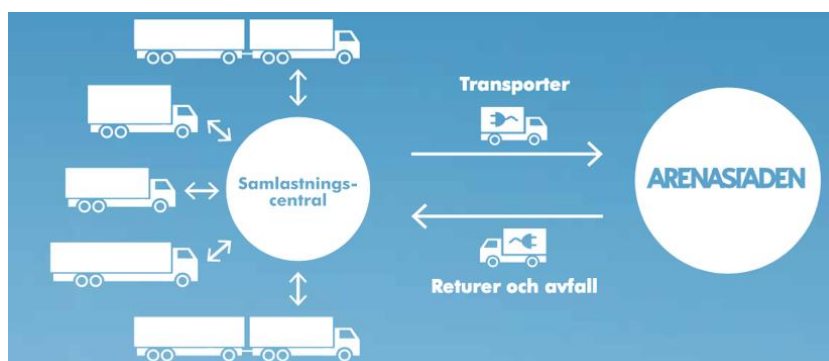 Transporter
Samlastnings-
central
ARENASTADEN
Returer och avfall